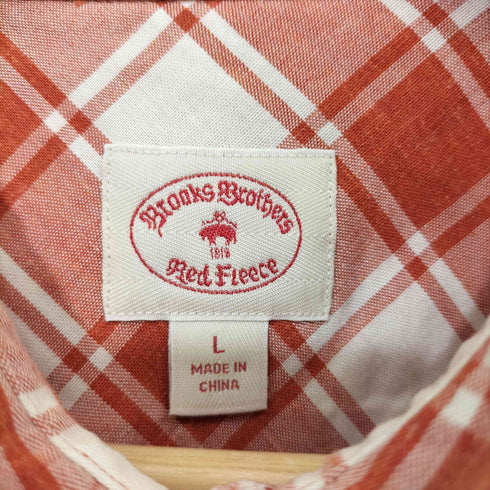 Brooks Brothers
1818
Red Fleece
L
MADE IN
CHINA